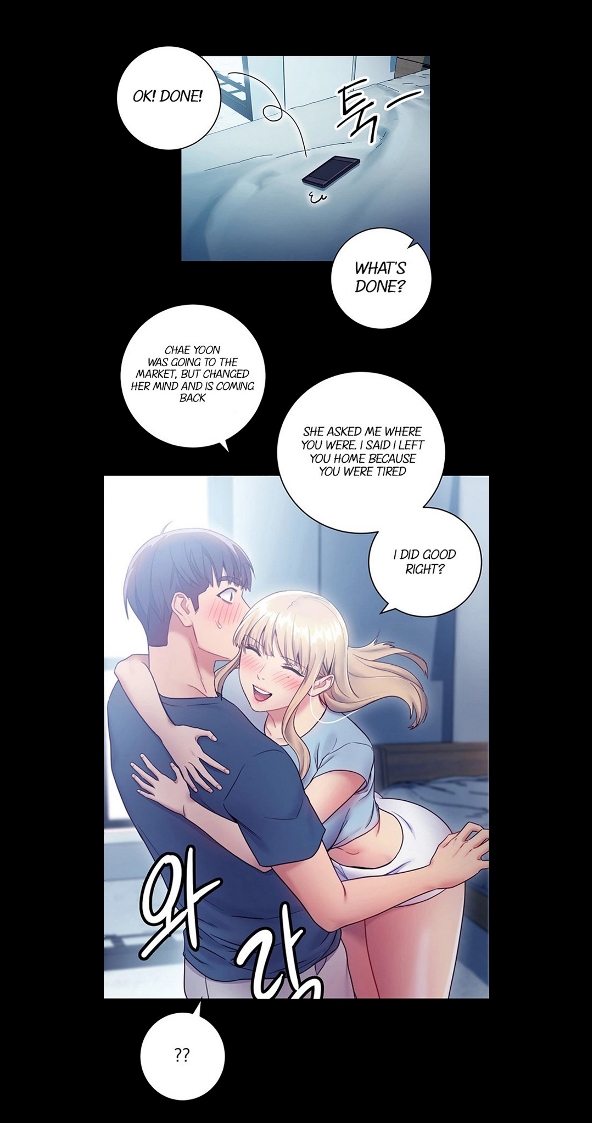 OK! DONE!
툭
WHAT'S
DONE?
CHAE YOON
WAS GOING TO THE
MARKET, BUT CHANGED
HER MIND AND IS COMING
BACK
SHE ASKED ME WHERE
YOU WERE, I SAID I LEFT
YOU HOME BECAUSE
YOU WERE TIRED
I DID GOOD
RIGHT?
와
락
??